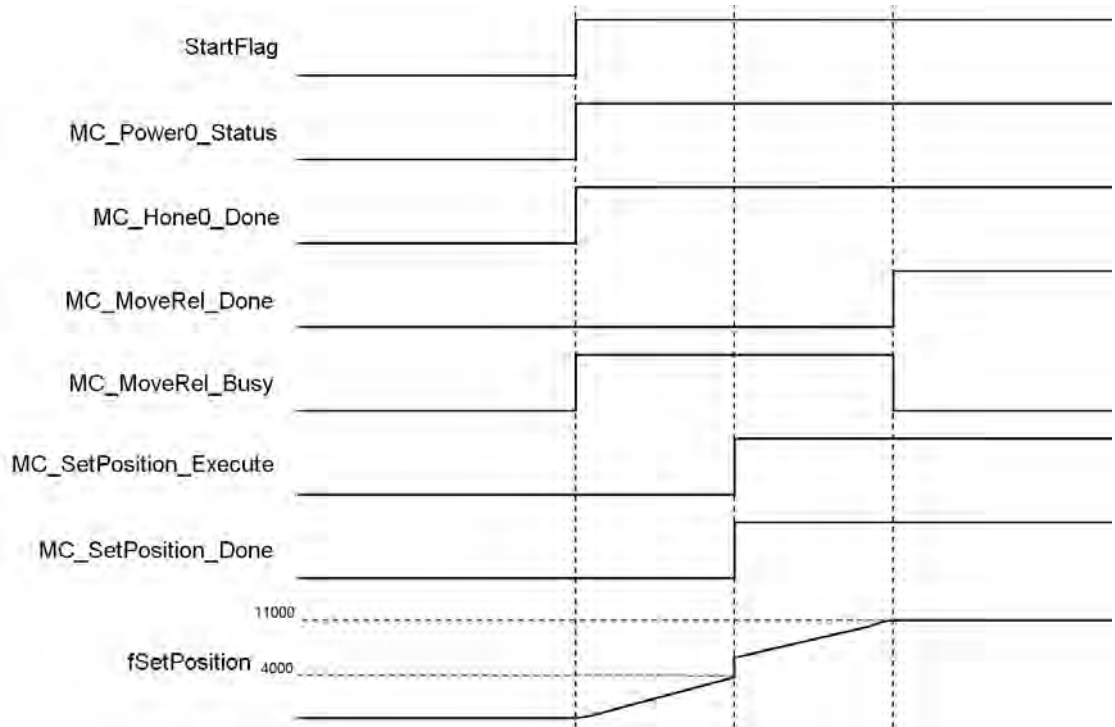 StartFlag
MC_Power0_Status
MC_Hone0_Done
MC_MoveRel_Done
MC_MoveRel_Busy
MC_SetPosition_Execute
MC_SetPosition_Done
11000
fSetPosition 4000